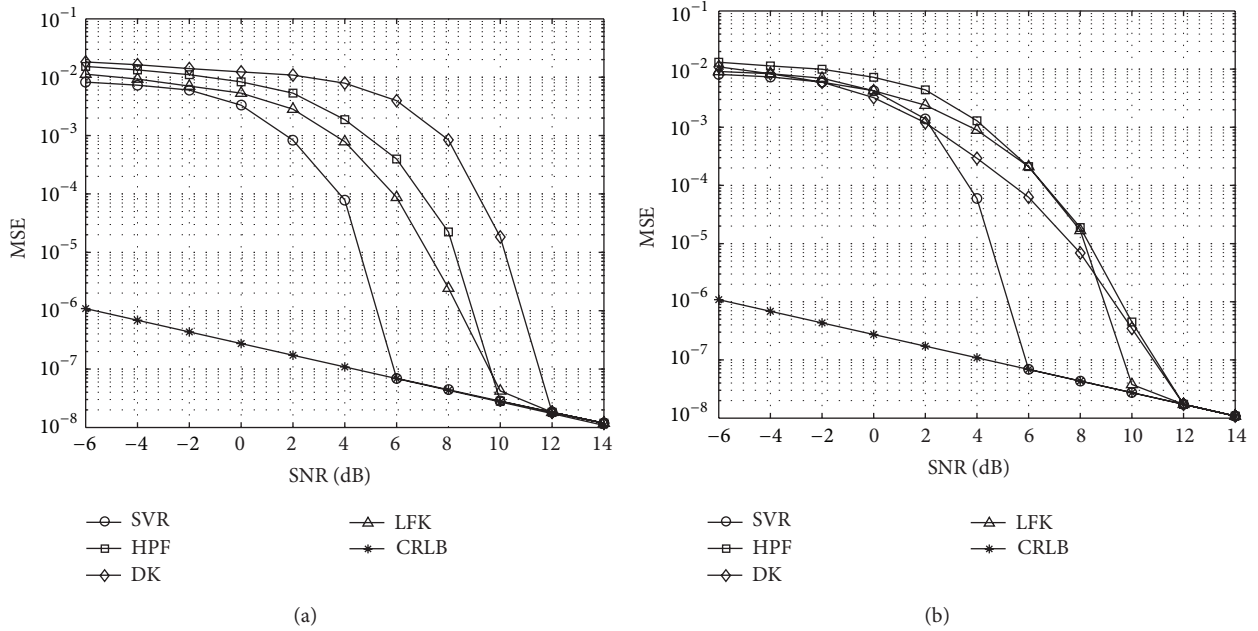 10⁻¹
10⁻²
10⁻³
10⁻⁴
10⁻⁵
10⁻⁶
10⁻⁷
10⁻⁸
MSE
−6 −4 −2 0 2 4 6 8 10 12 14
SNR (dB)
SVR
HPF
DK
LFK
CRLB
(a)
10⁻¹
10⁻²
10⁻³
10⁻⁴
10⁻⁵
10⁻⁶
10⁻⁷
10⁻⁸
MSE
−6 −4 −2 0 2 4 6 8 10 12 14
SNR (dB)
SVR
HPF
DK
LFK
CRLB
(b)